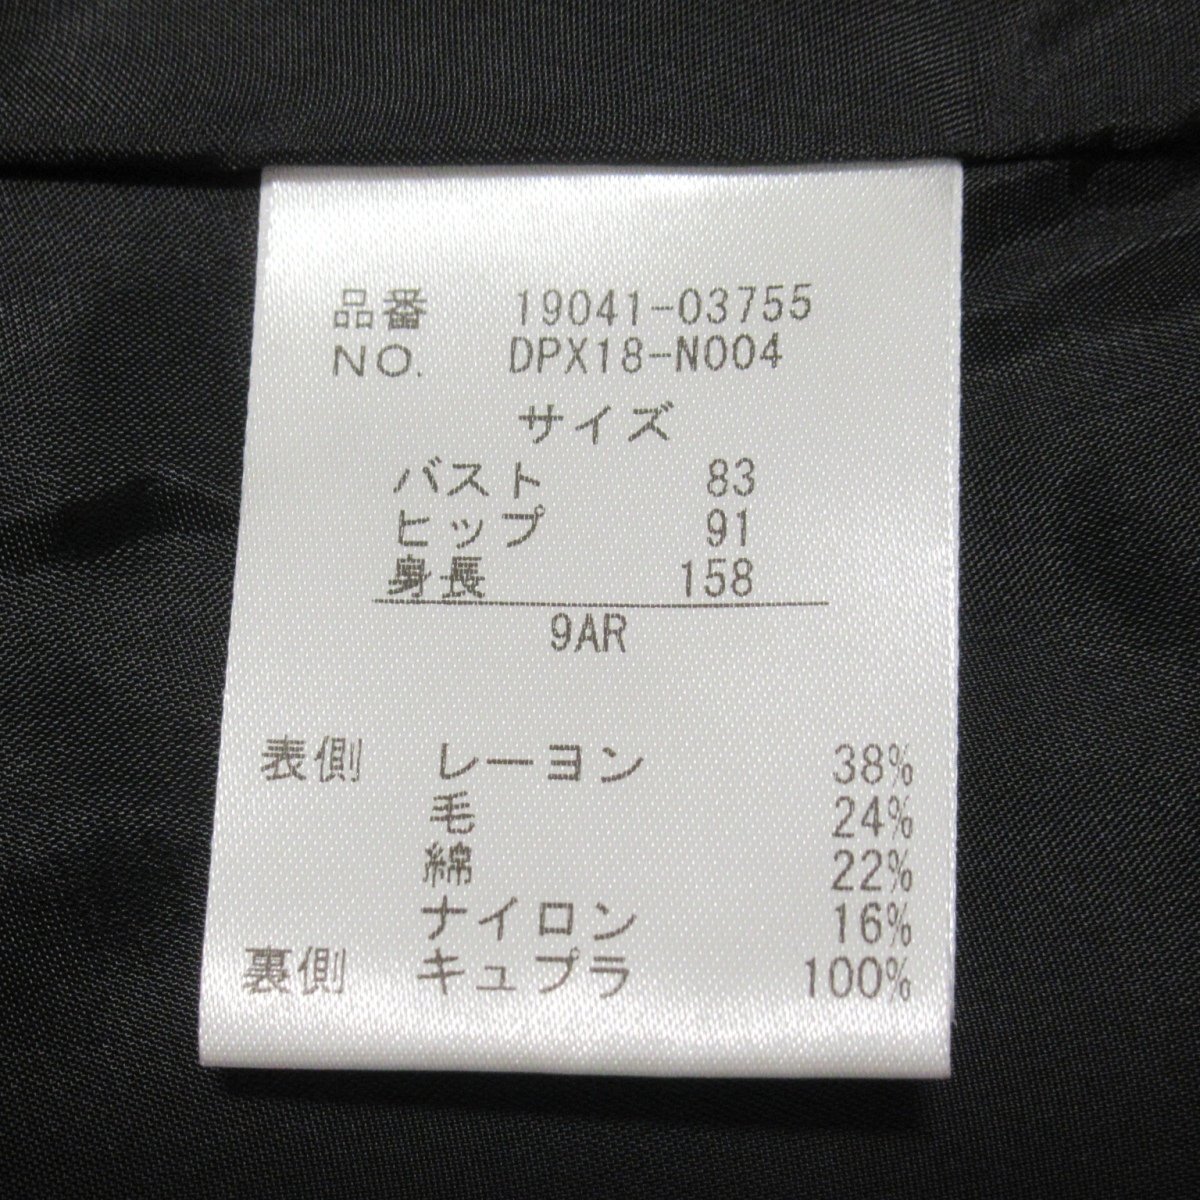 品番 19041-03755
NO. DPX18-N004
サイズ
バスト 83
ヒップ 91
身長 158
9AR
表側 レーヨン 38%
毛 24%
綿 22%
ナイロン 16%
裏側 キュプラ 100%